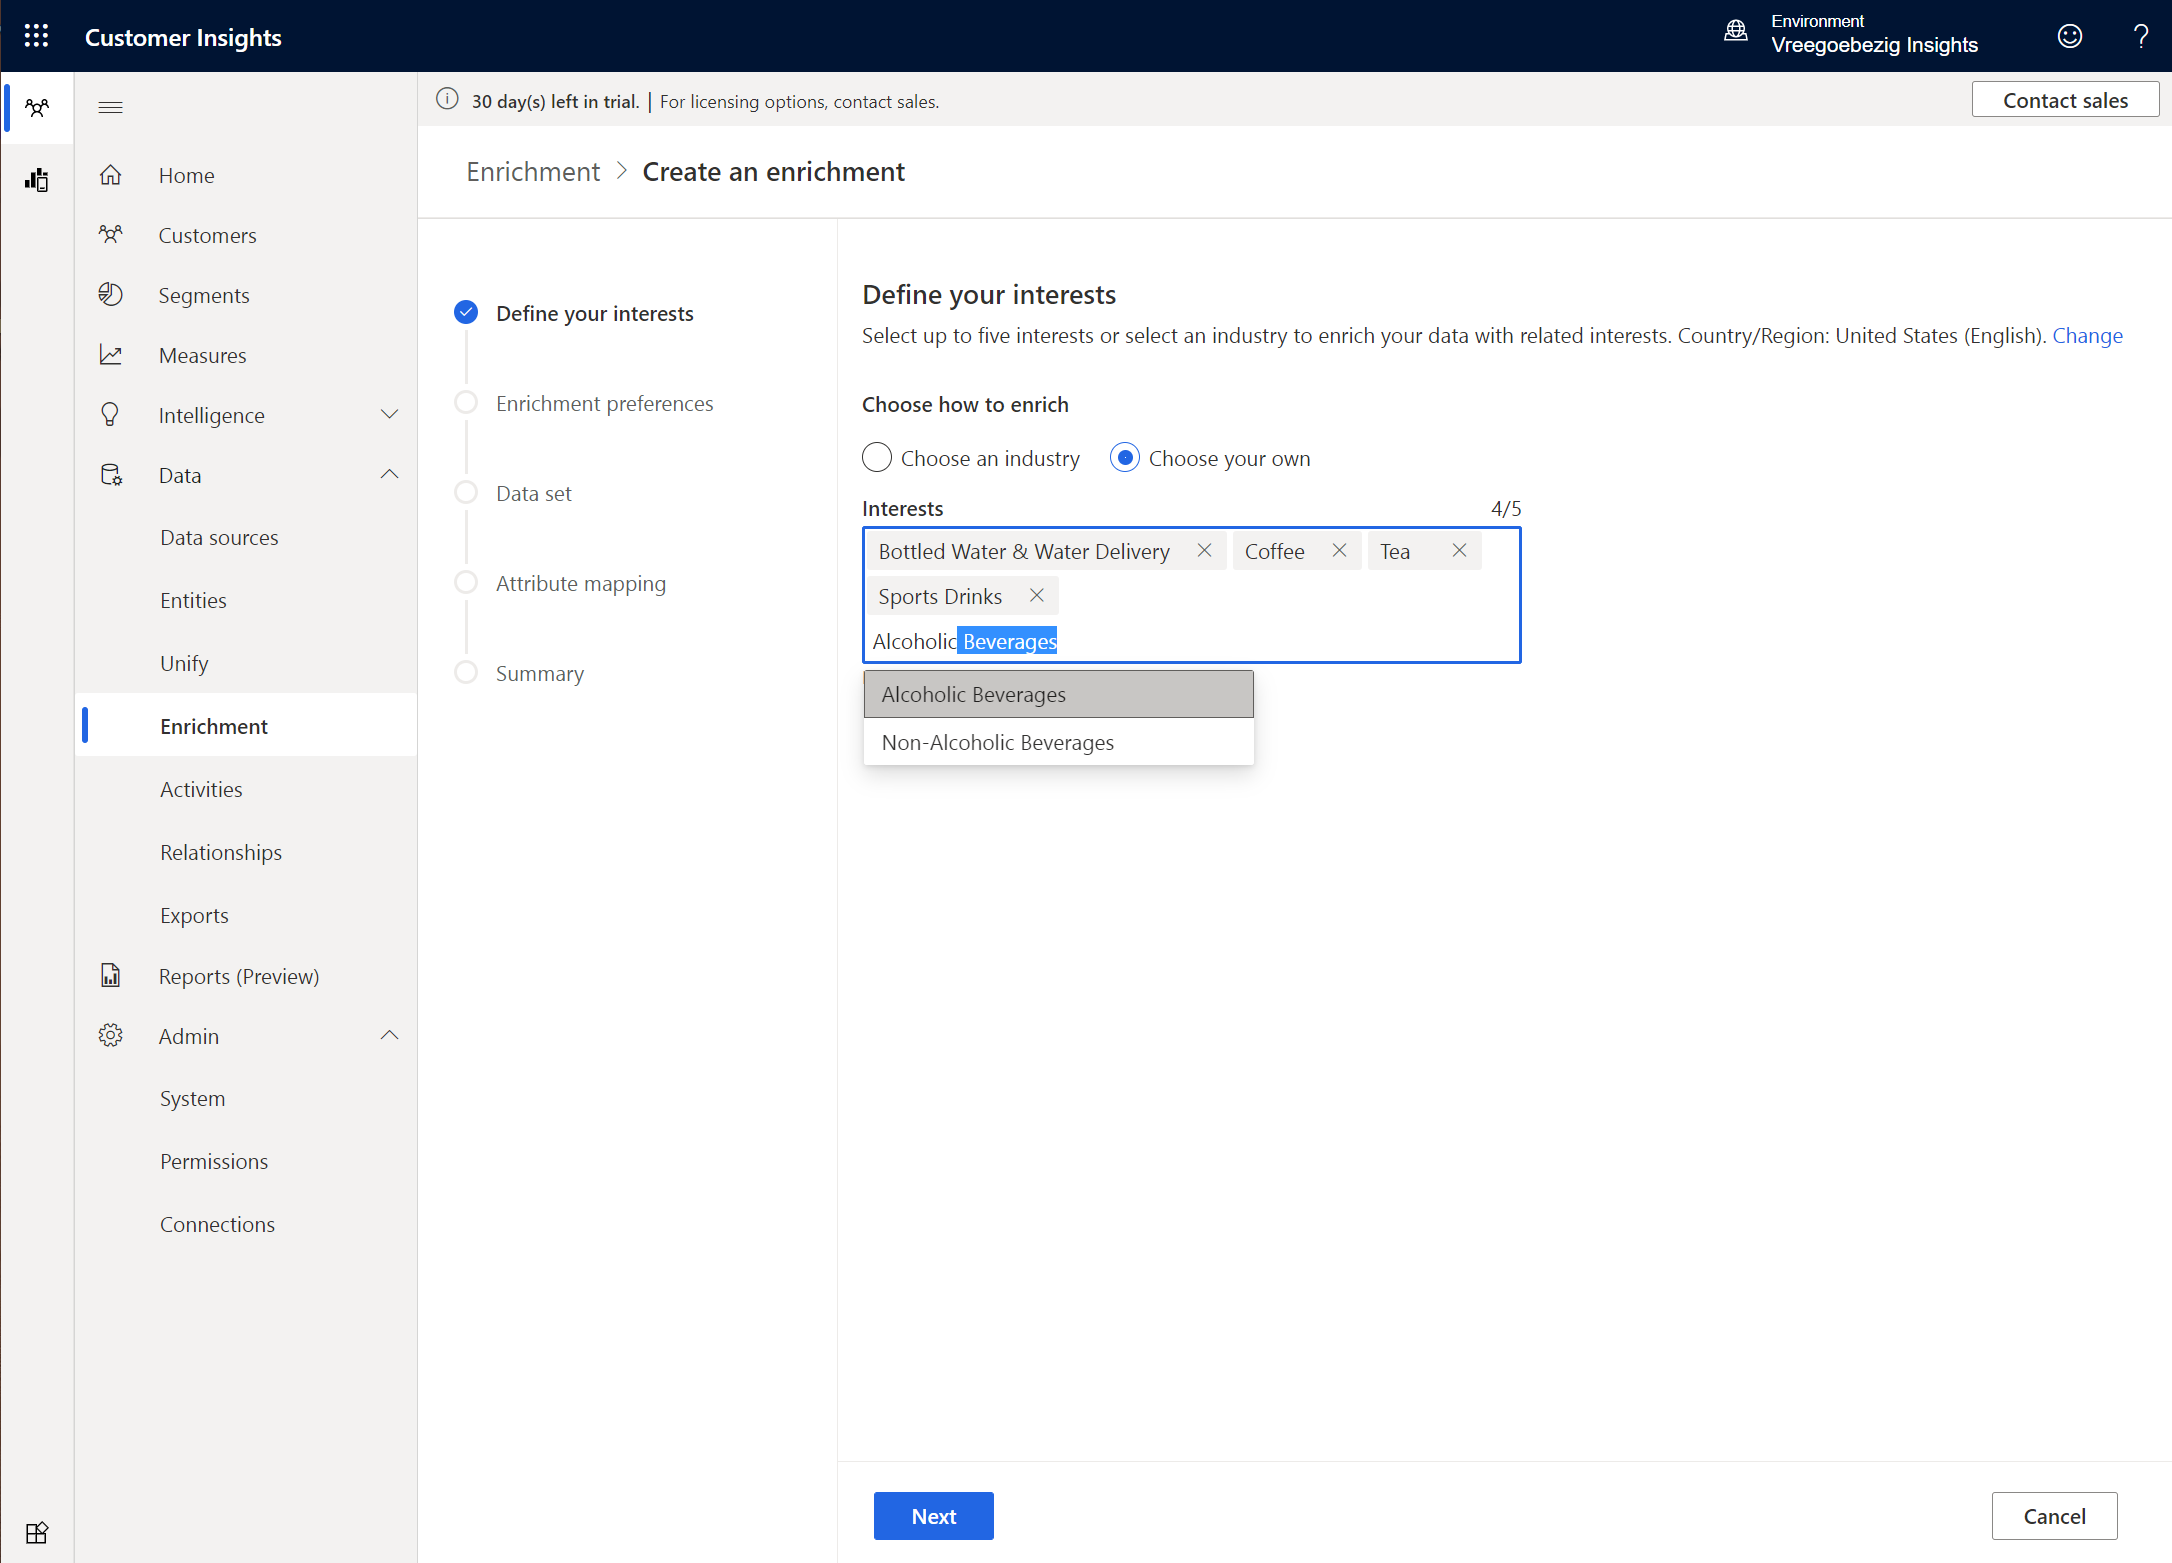 Customer Insights
Environment
Vreegoebezig Insights
?
30 day(s) left in trial. | For licensing options, contact sales.
Contact sales
Home
Customers
Segments
Measures
Intelligence
Data
Data sources
Entities
Unify
Enrichment
Activities
Relationships
Exports
Reports (Preview)
Admin
System
Permissions
Connections
Enrichment > Create an enrichment
Define your interests
Enrichment preferences
Data set
Attribute mapping
Summary
Define your interests
Select up to five interests or select an industry to enrich your data with related interests. Country/Region: United States (English). Change
Choose how to enrich
Choose an industry
Choose your own
Interests 4/5
Bottled Water & Water Delivery Coffee Tea
Sports Drinks
Alcoholic Beverages
Alcoholic Beverages
Non-Alcoholic Beverages
Next
Cancel